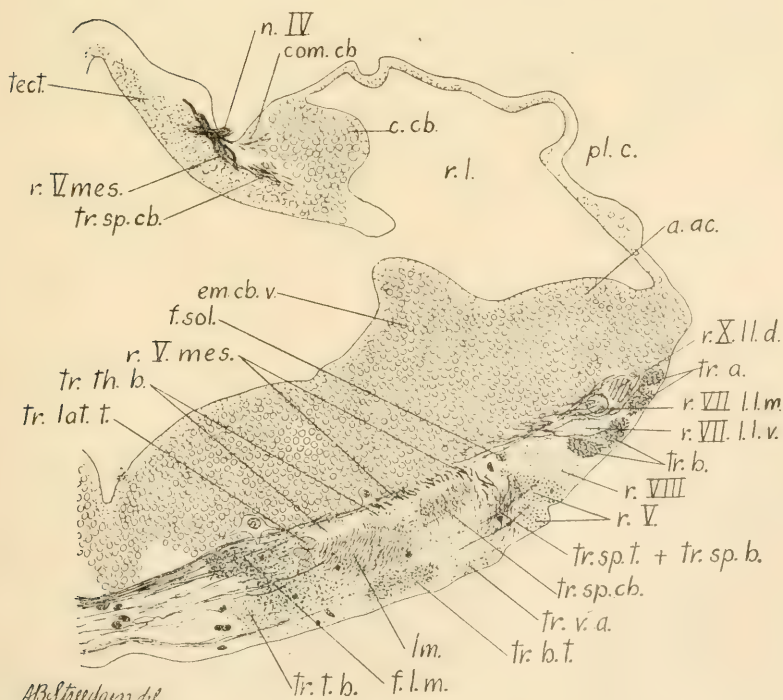 n. IV
com. cb
tect.
c. cb.
pl. c.
r. l.
r. V. mes.
tr. sp. cb.
a. ac.
em. cb. v.
f. sol.
r. X. l.l. d.
r. V. mes.
tr. a.
tr. th. b.
r. VII l.l.m.
tr. lat. t.
r. VII. l.l.v.
tr. b.
r. VIII
r. V.
tr. sp. t. + tr. sp. b.
tr. sp. cb.
tr. v. a.
lm.
tr. b. t.
tr. t. b.
f. l. m.